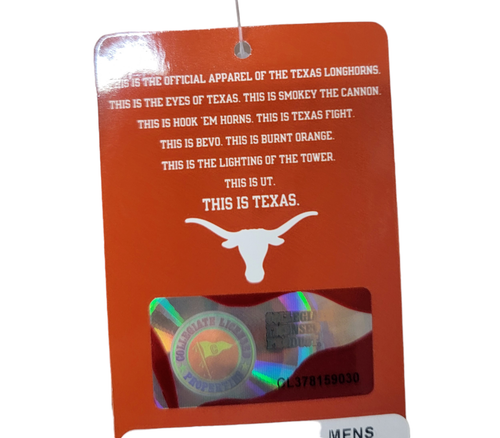 THIS IS THE OFFICIAL APPAREL OF THE TEXAS LONGHORNS.
THIS IS THE EYES OF TEXAS. THIS IS SMOKEY THE CANNON.
THIS IS HOOK 'EM HORNS. THIS IS TEXAS FIGHT.
THIS IS BEVO. THIS IS BURNT ORANGE.
THIS IS THE LIGHTING OF THE TOWER.
THIS IS UT.
THIS IS TEXAS.
COLLEGIATE LICENSED
CL378159030
MENS